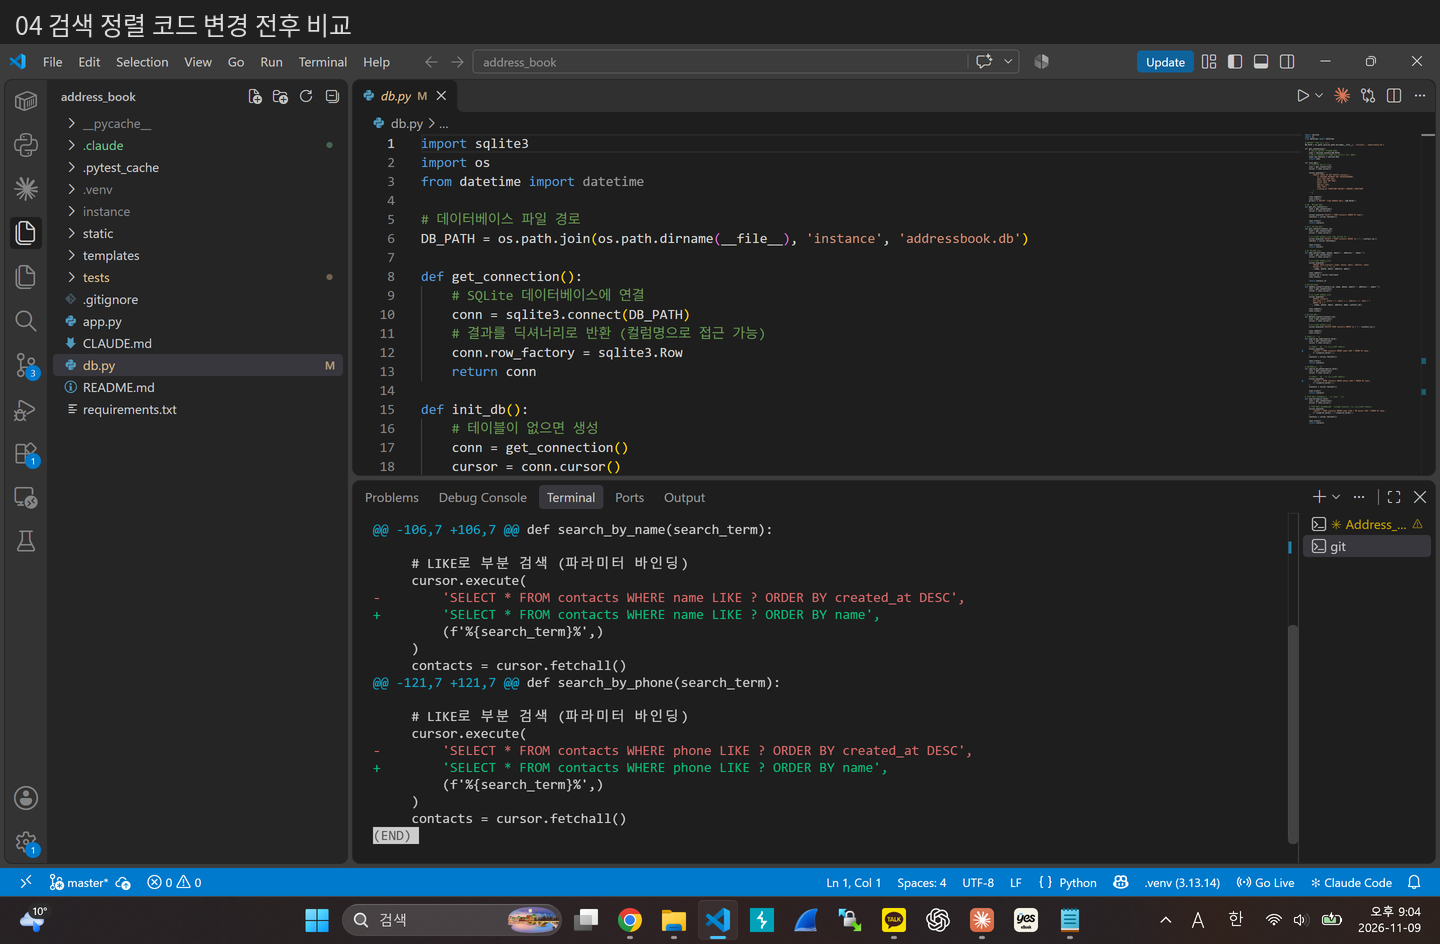 04 검색 정렬 코드 변경 전후 비교
File Edit Selection View Go Run Terminal Help
address_book
Update
address_book
__pycache__
.claude
.pytest_cache
.venv
instance
static
templates
tests
.gitignore
app.py
CLAUDE.md
db.py M
README.md
requirements.txt
3
1
1
db.py M
db.py > ...
1 import sqlite3
2 import os
3 from datetime import datetime
4
5 # 데이터베이스 파일 경로
6 DB_PATH = os.path.join(os.path.dirname(__file__), 'instance', 'addressbook.db')
7
8 def get_connection():
9 # SQLite 데이터베이스에 연결
10 conn = sqlite3.connect(DB_PATH)
11 # 결과를 딕셔너리로 반환 (컬럼명으로 접근 가능)
12 conn.row_factory = sqlite3.Row
13 return conn
14
15 def init_db():
16 # 테이블이 없으면 생성
17 conn = get_connection()
18 cursor = conn.cursor()
Problems Debug Console Terminal Ports Output
@@ -106,7 +106,7 @@ def search_by_name(search_term):
# LIKE로 부분 검색 (파라미터 바인딩)
cursor.execute(
- 'SELECT * FROM contacts WHERE name LIKE ? ORDER BY created_at DESC',
+ 'SELECT * FROM contacts WHERE name LIKE ? ORDER BY name',
(f'%{search_term}%',)
)
contacts = cursor.fetchall()
@@ -121,7 +121,7 @@ def search_by_phone(search_term):
# LIKE로 부분 검색 (파라미터 바인딩)
cursor.execute(
- 'SELECT * FROM contacts WHERE phone LIKE ? ORDER BY created_at DESC',
+ 'SELECT * FROM contacts WHERE phone LIKE ? ORDER BY name',
(f'%{search_term}%',)
)
contacts = cursor.fetchall()
(END)
Address_...
git
master* 0 0 Ln 1, Col 1 Spaces: 4 UTF-8 LF { } Python .venv (3.13.14) Go Live Claude Code
10°
검색
TALK
yes
eBook
A 한
오후 9:04
2026-11-09